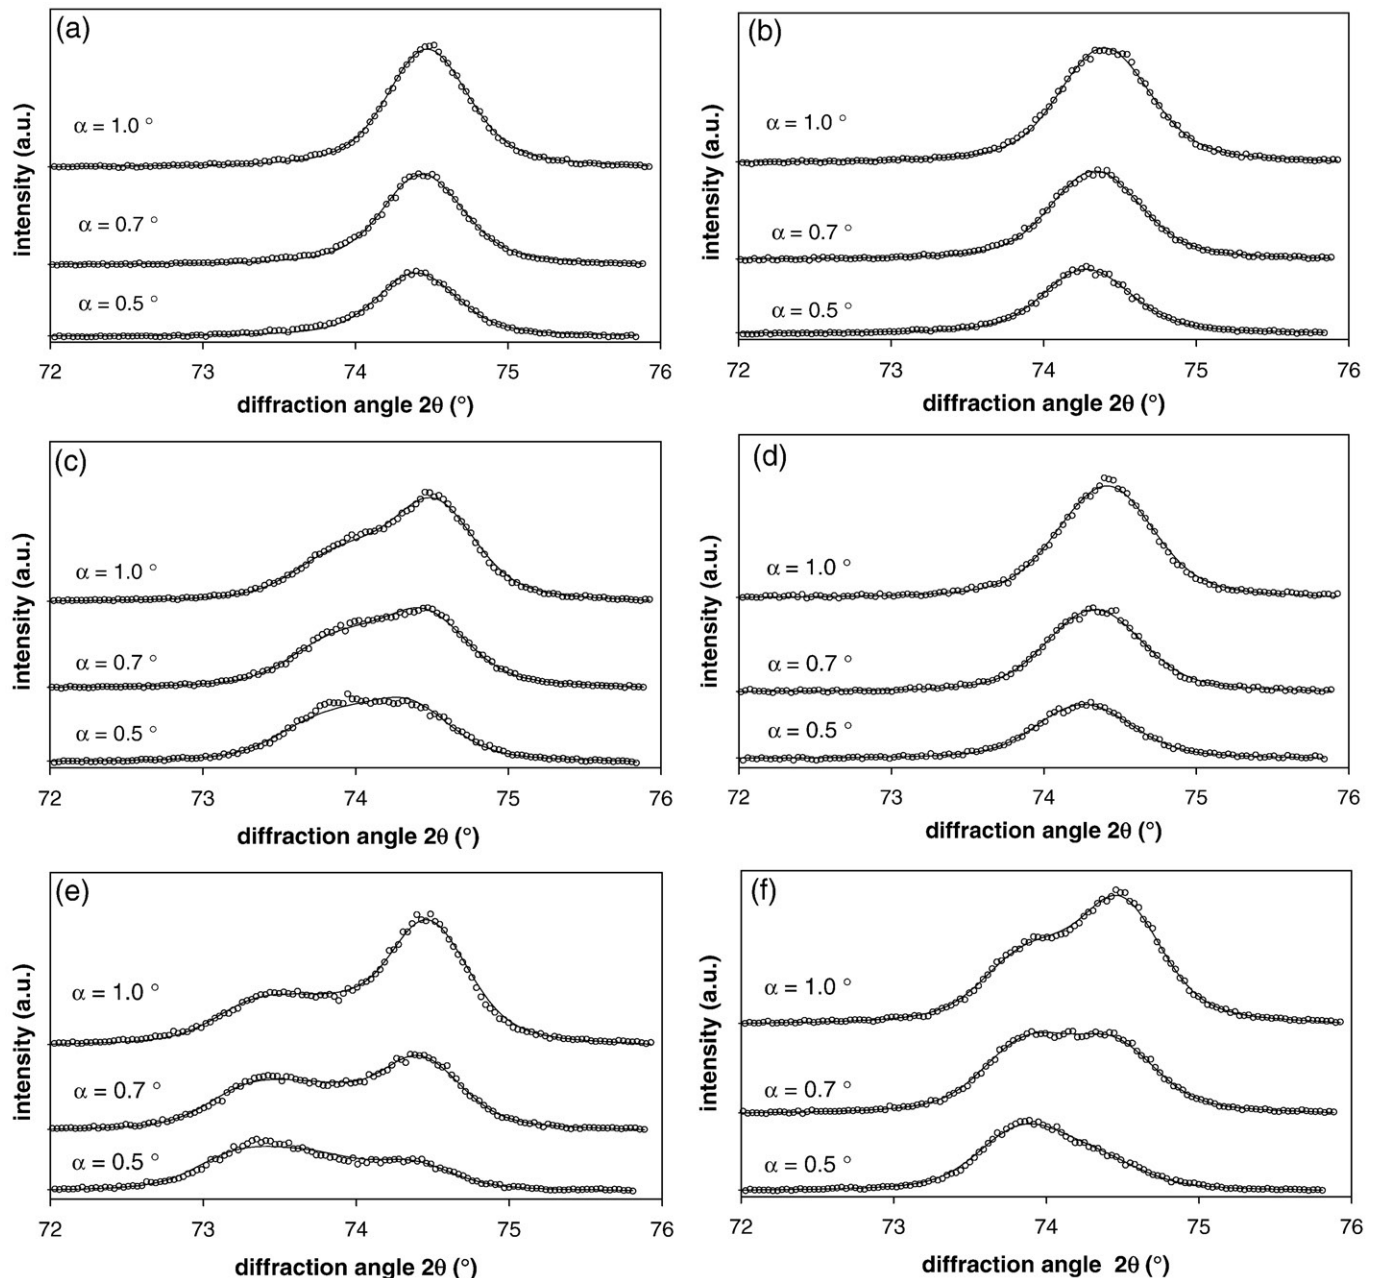 (a)
intensity (a.u.)
α = 1.0 °
α = 0.7 °
α = 0.5 °
72 73 74 75 76
diffraction angle 2θ (°)
(b)
intensity (a.u.)
α = 1.0 °
α = 0.7 °
α = 0.5 °
72 73 74 75 76
diffraction angle 2θ (°)
(c)
intensity (a.u.)
α = 1.0 °
α = 0.7 °
α = 0.5 °
72 73 74 75 76
diffraction angle 2θ (°)
(d)
intensity (a.u.)
α = 1.0 °
α = 0.7 °
α = 0.5 °
72 73 74 75 76
diffraction angle 2θ (°)
(e)
intensity (a.u.)
α = 1.0 °
α = 0.7 °
α = 0.5 °
72 73 74 75 76
diffraction angle 2θ (°)
(f)
intensity (a.u.)
α = 1.0 °
α = 0.7 °
α = 0.5 °
72 73 74 75 76
diffraction angle 2θ (°)